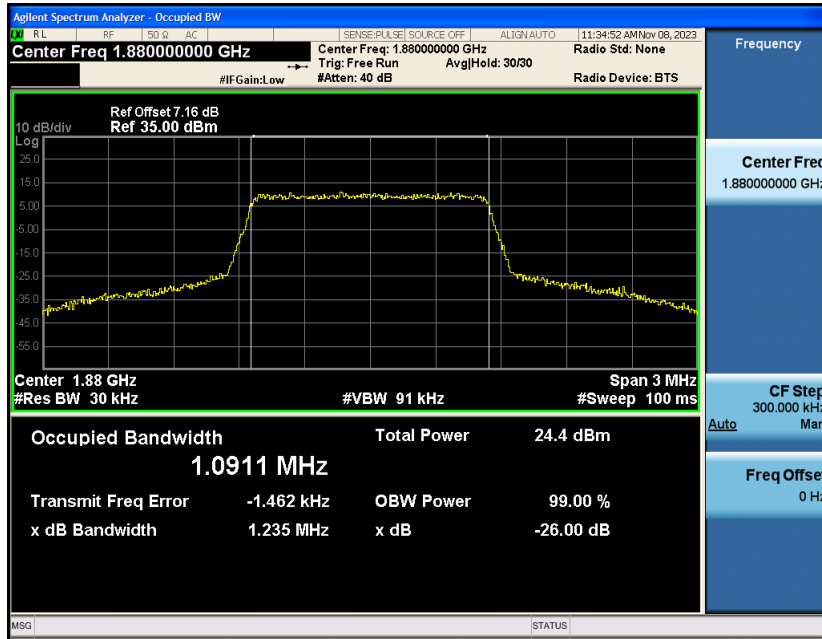 Agilent Spectrum Analyzer - Occupied BW
LXI RL RF 50 Ω AC SENSE:PULSE SOURCE OFF ALIGN AUTO 11:34:52 AM Nov 08, 2023
Center Freq 1.880000000 GHz
Center Freq: 1.880000000 GHz
Radio Std: None
Trig: Free Run Avg|Hold: 30/30
#IFGain:Low
#Atten: 40 dB
Radio Device: BTS
Ref Offset 7.16 dB
10 dB/div Ref 35.00 dBm
Log
25.0
15.0
5.00
-5.00
-15.0
-25.0
-35.0
-45.0
-55.0
Center 1.88 GHz Span 3 MHz
#Res BW 30 kHz #VBW 91 kHz #Sweep 100 ms
Occupied Bandwidth Total Power 24.4 dBm
1.0911 MHz
Transmit Freq Error -1.462 kHz OBW Power 99.00 %
x dB Bandwidth 1.235 MHz x dB -26.00 dB
Frequency
Center Freq
1.880000000 GHz
CF Step
300.000 kHz
Auto Man
Freq Offset
0 Hz
MSG STATUS